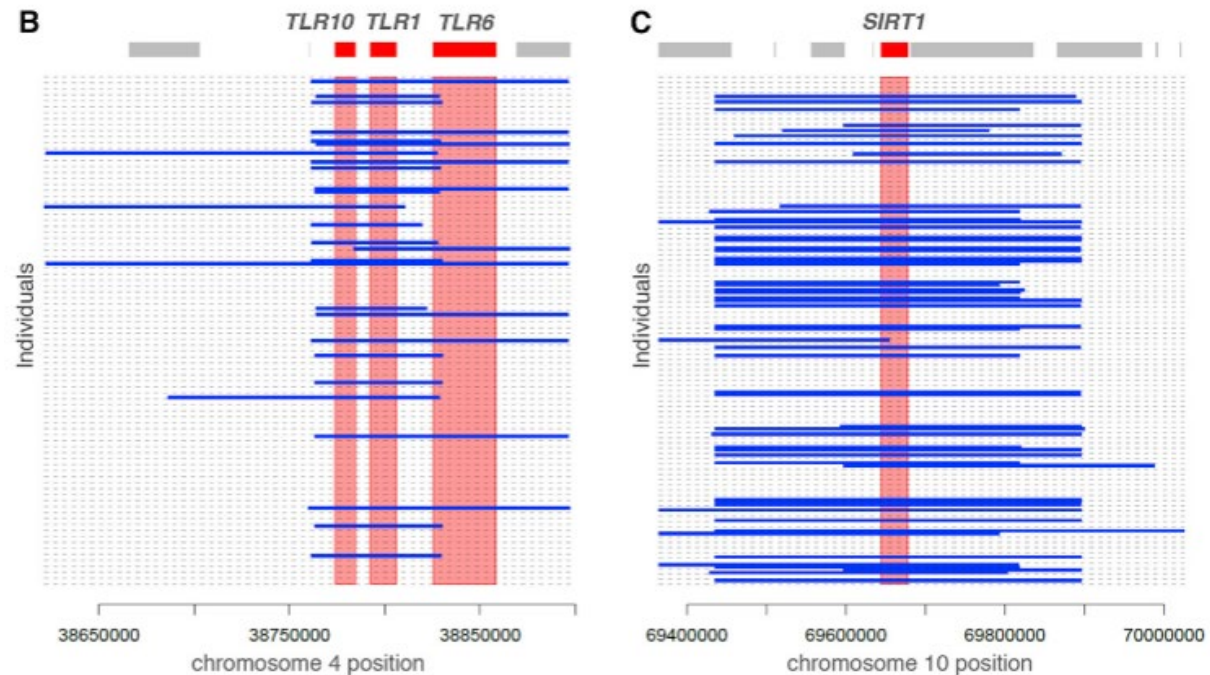 B
TLR10 TLR1 TLR6
Individuals
38650000 38750000 38850000
chromosome 4 position
C
SIRT1
Individuals
69400000 69600000 69800000 70000000
chromosome 10 position